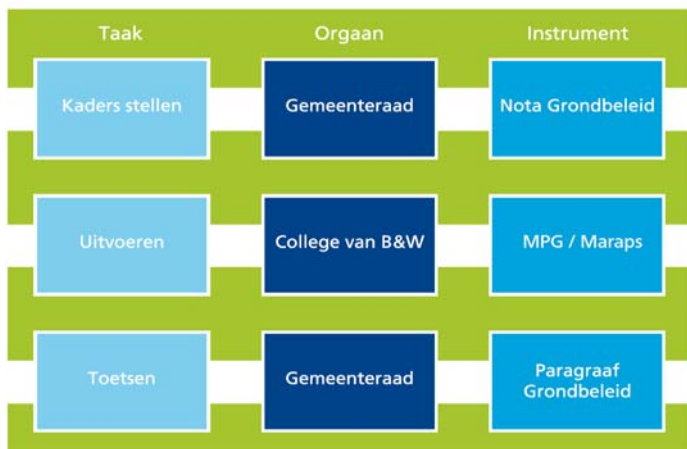 Taak Orgaan Instrument
Kaders stellen Gemeenteraad Nota Grondbeleid
Uitvoeren College van B&W MPG / Maraps
Toetsen Gemeenteraad Paragraaf
Grondbeleid